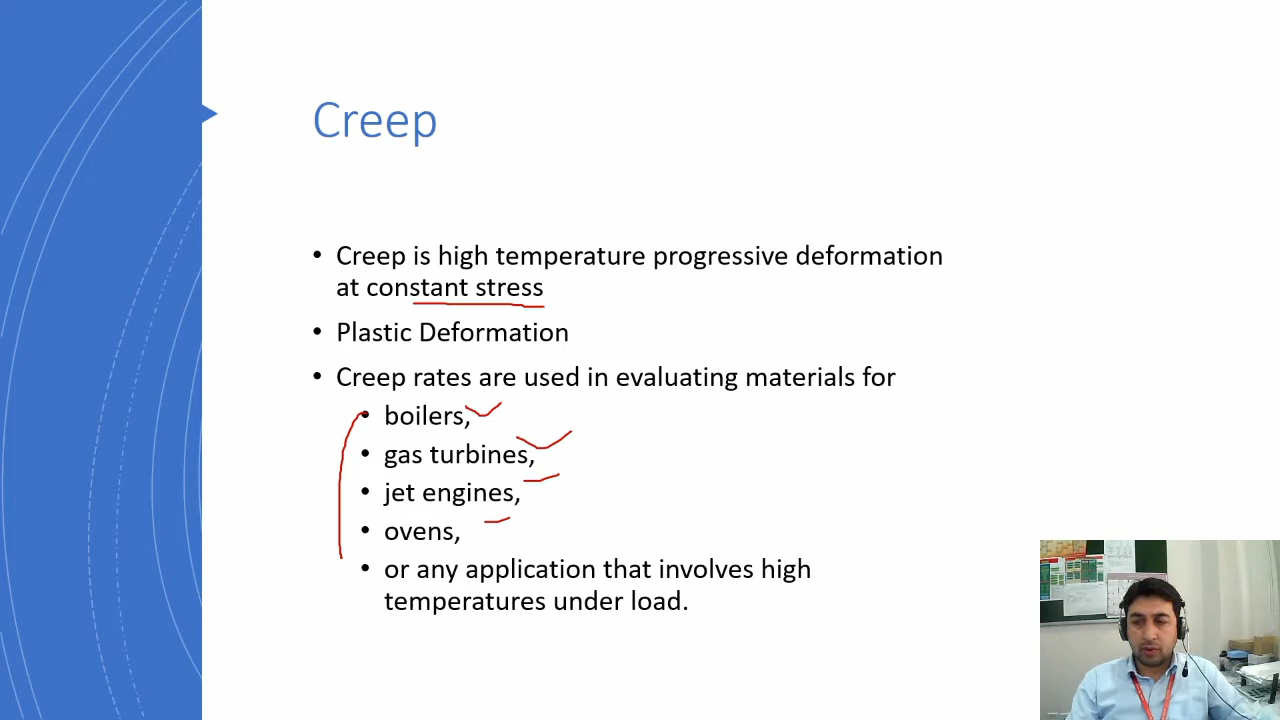 Creep
• Creep is high temperature progressive deformation
at constant stress
• Plastic Deformation
• Creep rates are used in evaluating materials for
• boilers,
• gas turbines,
• jet engines,
• ovens,
• or any application that involves high
temperatures under load.